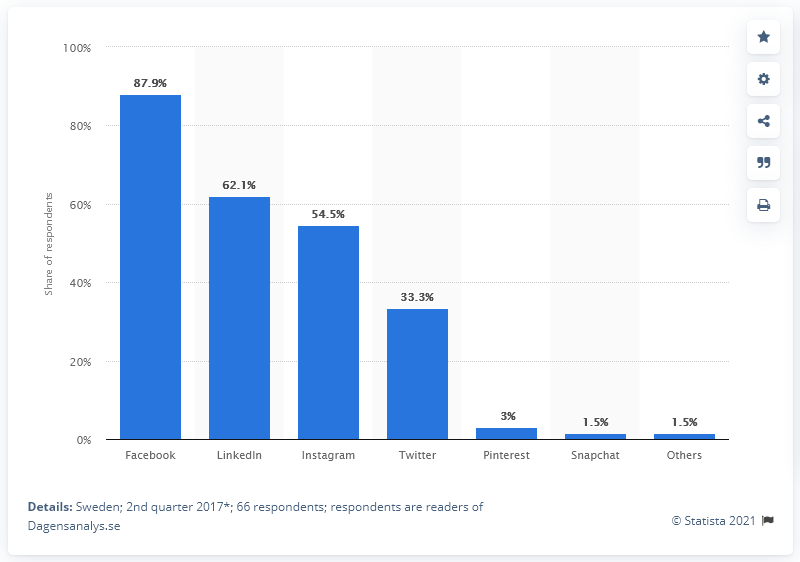 100%
80%
60%
40%
20%
0%
Share of respondents
87.9%
62.1%
54.5%
33.3%
3%
1.5%
1.5%
Facebook
LinkedIn
Instagram
Twitter
Pinterest
Snapchat
Others
Details: Sweden; 2nd quarter 2017*; 66 respondents; respondents are readers of
Dagensanalys.se
© Statista 2021